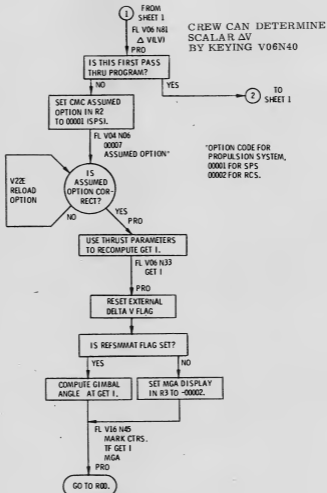 1
FROM
SHEET 1
FL V06 N81
Δ VLVI
PRO
CREW CAN DETERMINE
SCALAR ΔV
BY KEYING V06N40
IS THIS FIRST PASS
THRU PROGRAM?
NO
YES
2
TO
SHEET 1
SET CMC ASSUMED
OPTION IN R2
TO 00001 (SPS).
FL V04 N06
00007
ASSUMED OPTION*
*OPTION CODE FOR
PROPULSION SYSTEM,
00001 FOR SPS
00002 FOR RCS.
IS
ASSUMED
OPTION COR-
RECT?
V22E
RELOAD
OPTION
NO
YES
PRO
USE THRUST PARAMETERS
TO RECOMPUTE GET I.
FL V06 N33
GET I
PRO
RESET EXTERNAL
DELTA V FLAG
IS REFSMMAT FLAG SET?
YES
NO
COMPUTE GIMBAL
ANGLE AT GET I.
SET MGA DISPLAY
IN R3 TO -00002.
FL V16 N45
MARK CTRS.
TF GET I
MGA
PRO
GO TO R00.